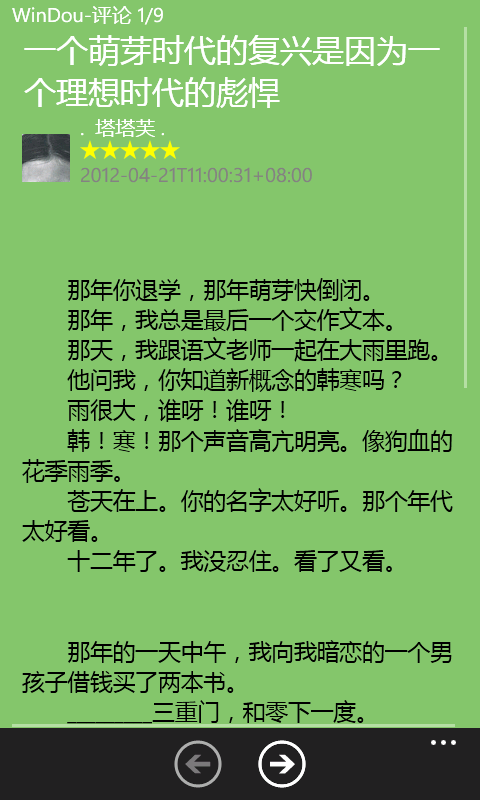 WinDou-评论 1/9
一个萌芽时代的复兴是因为一
个理想时代的彪悍
. 塔塔芙 .
★★★★★
2012-04-21T11:00:31+08:00
那年你退学，那年萌芽快倒闭。
那年，我总是最后一个交作文本。
那天，我跟语文老师一起在大雨里跑。
他问我，你知道新概念的韩寒吗？
雨很大，谁呀！谁呀！
韩！寒！那个声音高亢明亮。像狗血的
花季雨季。
苍天在上。你的名字太好听。那个年代
太好看。
十二年了。我没忍住。看了又看。
那年的一天中午，我向我暗恋的一个男
孩子借钱买了两本书。
________三重门，和零下一度。